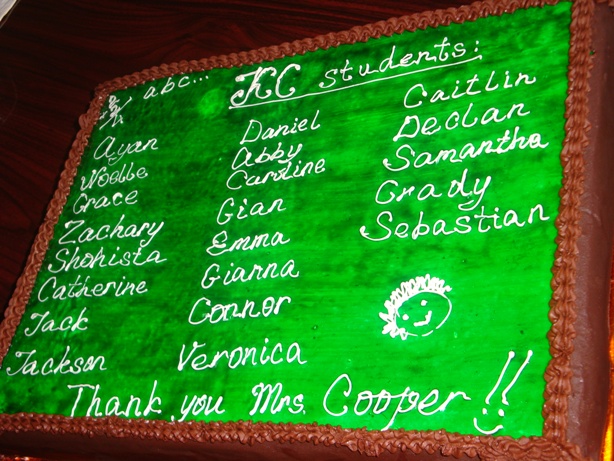 abc...
KC students:
Ayan
Noelle
Grace
Zachary
Shohista
Catherine
Jack
Jackson
Daniel
Abby
Caroline
Gian
Emma
Gianna
Connor
Veronica
Caitlin
Declan
Samantha
Grady
Sebastian
Thank you Mrs. Cooper!!